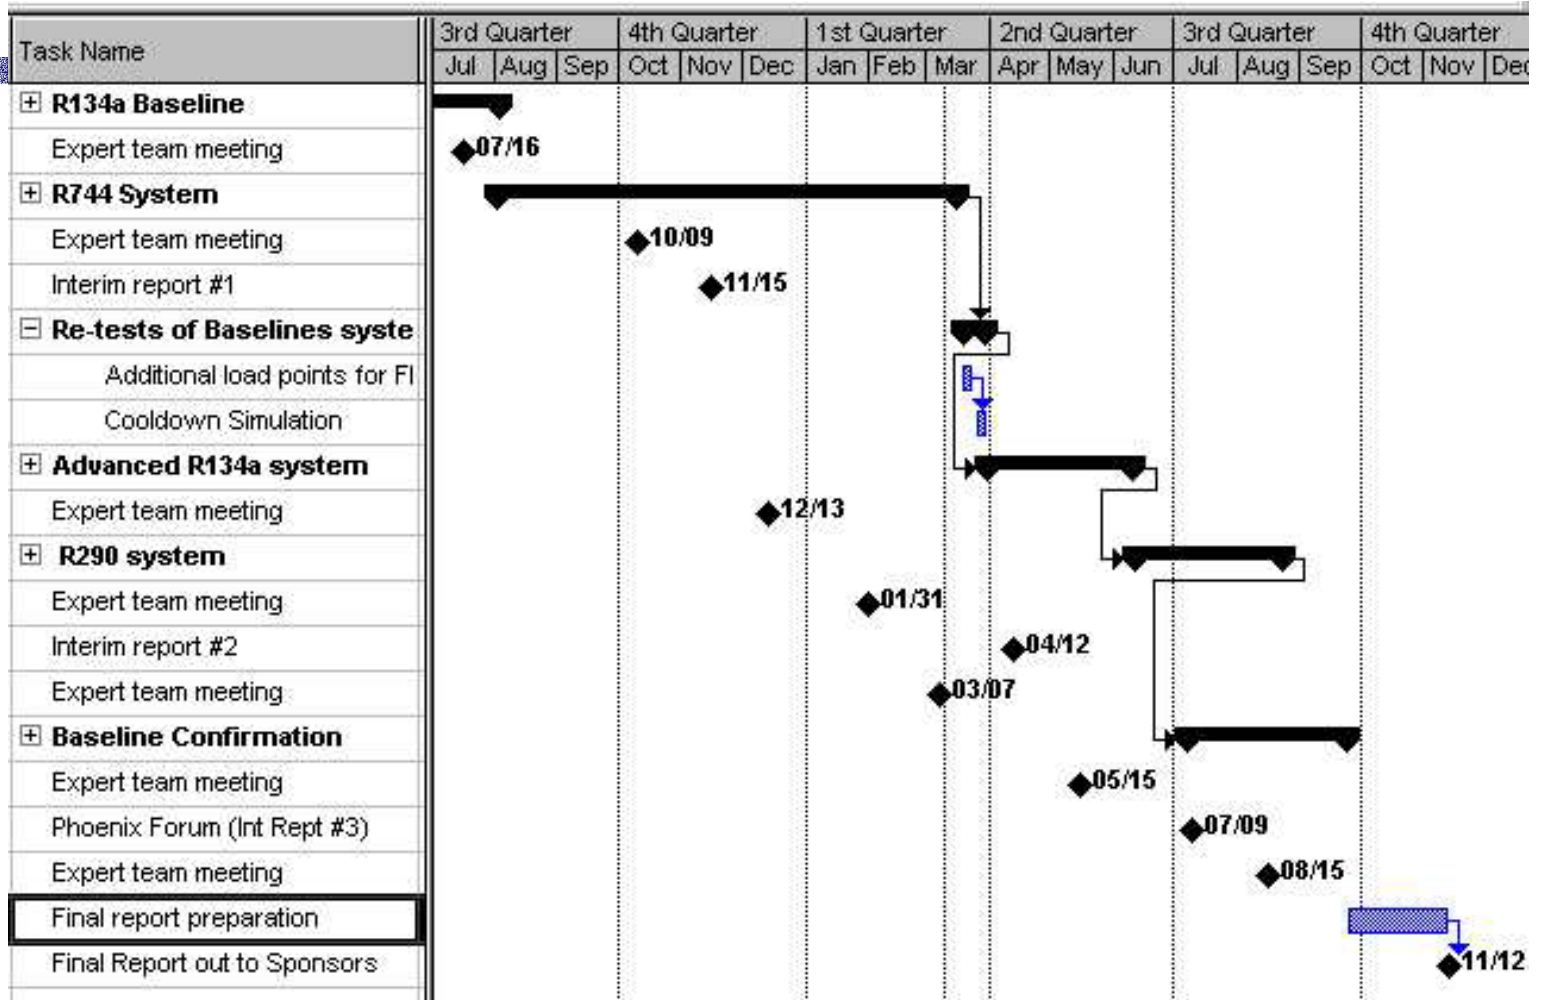 Task Name
3rd Quarter 4th Quarter 1st Quarter 2nd Quarter 3rd Quarter 4th Quarter
Jul Aug Sep Oct Nov Dec Jan Feb Mar Apr May Jun Jul Aug Sep Oct Nov Dec
R134a Baseline
Expert team meeting 07/16
R744 System
Expert team meeting 10/09
Interim report #1 11/15
Re-tests of Baselines syste
Additional load points for Fl
Cooldown Simulation
Advanced R134a system
Expert team meeting 12/13
R290 system
Expert team meeting 01/31
Interim report #2 04/12
Expert team meeting 03/07
Baseline Confirmation
Expert team meeting 05/15
Phoenix Forum (Int Rept #3) 07/09
Expert team meeting 08/15
Final report preparation
Final Report out to Sponsors 11/12